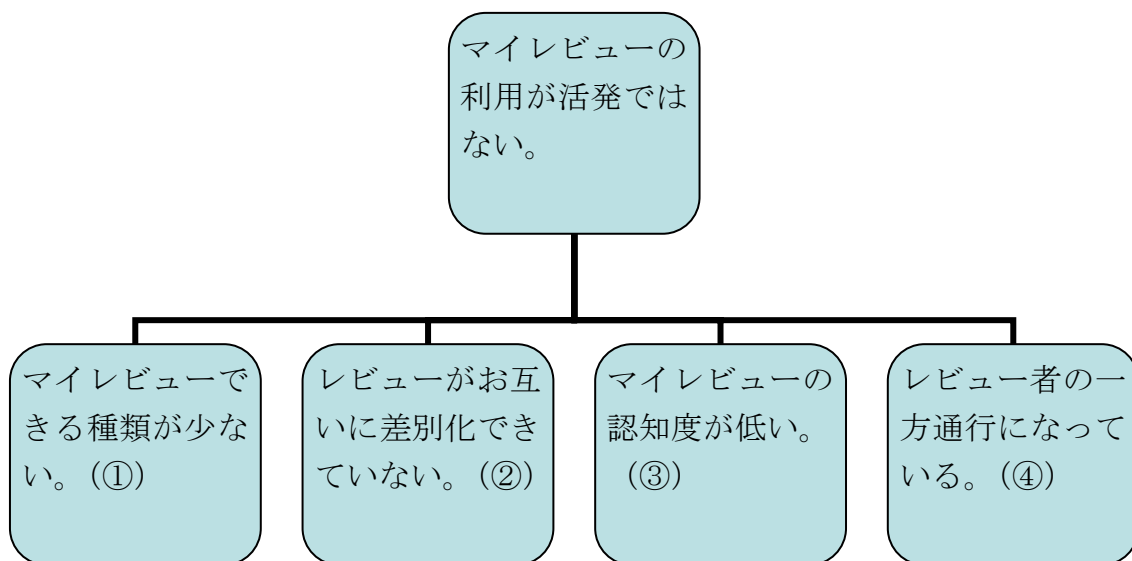 マイレビューの
利用が活発では
ない。
マイレビューで
きる種類が少な
い。（①）
レビューがお互
いに差別化でき
ていない。（②）
マイレビューの
認知度が低い。
（③）
レビュー者の一
方通行になって
いる。（④）